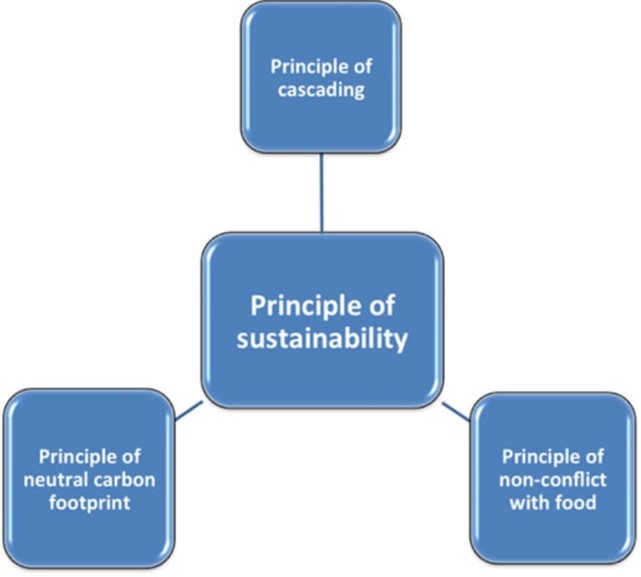 Principle of
cascading
Principle of
sustainability
Principle of
neutral carbon
footprint
Principle of
non-conflict
with food